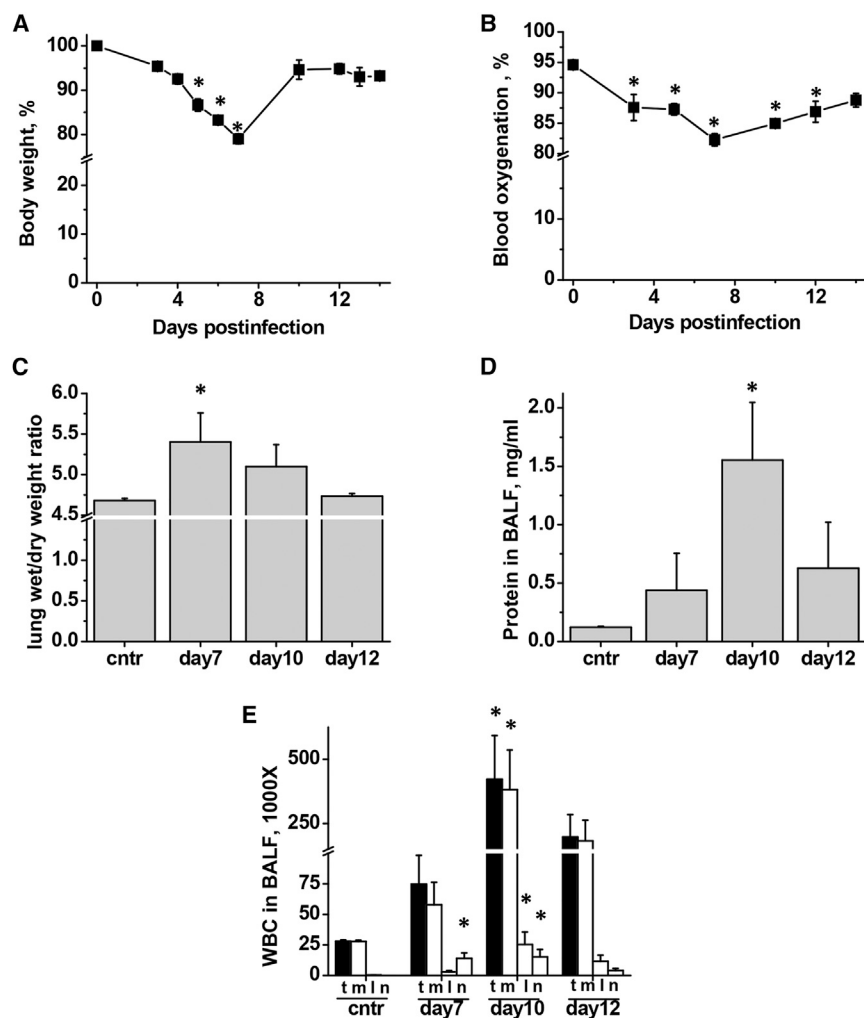 A
Body weight, %
100
90
80
20
10
0
0 4 8 12
Days postinfection
* * *
B
Blood oxygenation , %
100
95
90
85
80
10
0
0 4 8 12
Days postinfection
* * * * *
C
lung wet/dry weight ratio
6.0
5.5
5.0
4.5
1.0
0.5
0.0
*
cntr day7 day10 day12
D
Protein in BALF, mg/ml
2.0
1.5
1.0
0.5
0.0
*
cntr day7 day10 day12
E
WBC in BALF, 1000X
500
250
75
50
25
0
* * * * *
t m l n t m l n t m l n t m l n
cntr day7 day10 day12